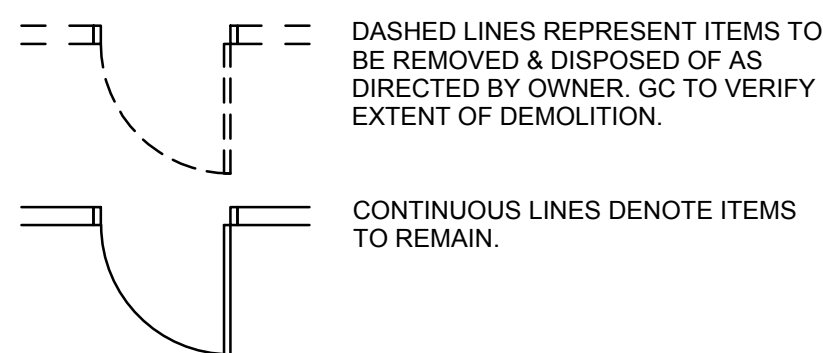 DASHED LINES REPRESENT ITEMS TO
BE REMOVED & DISPOSED OF AS
DIRECTED BY OWNER. GC TO VERIFY
EXTENT OF DEMOLITION.
CONTINUOUS LINES DENOTE ITEMS
TO REMAIN.